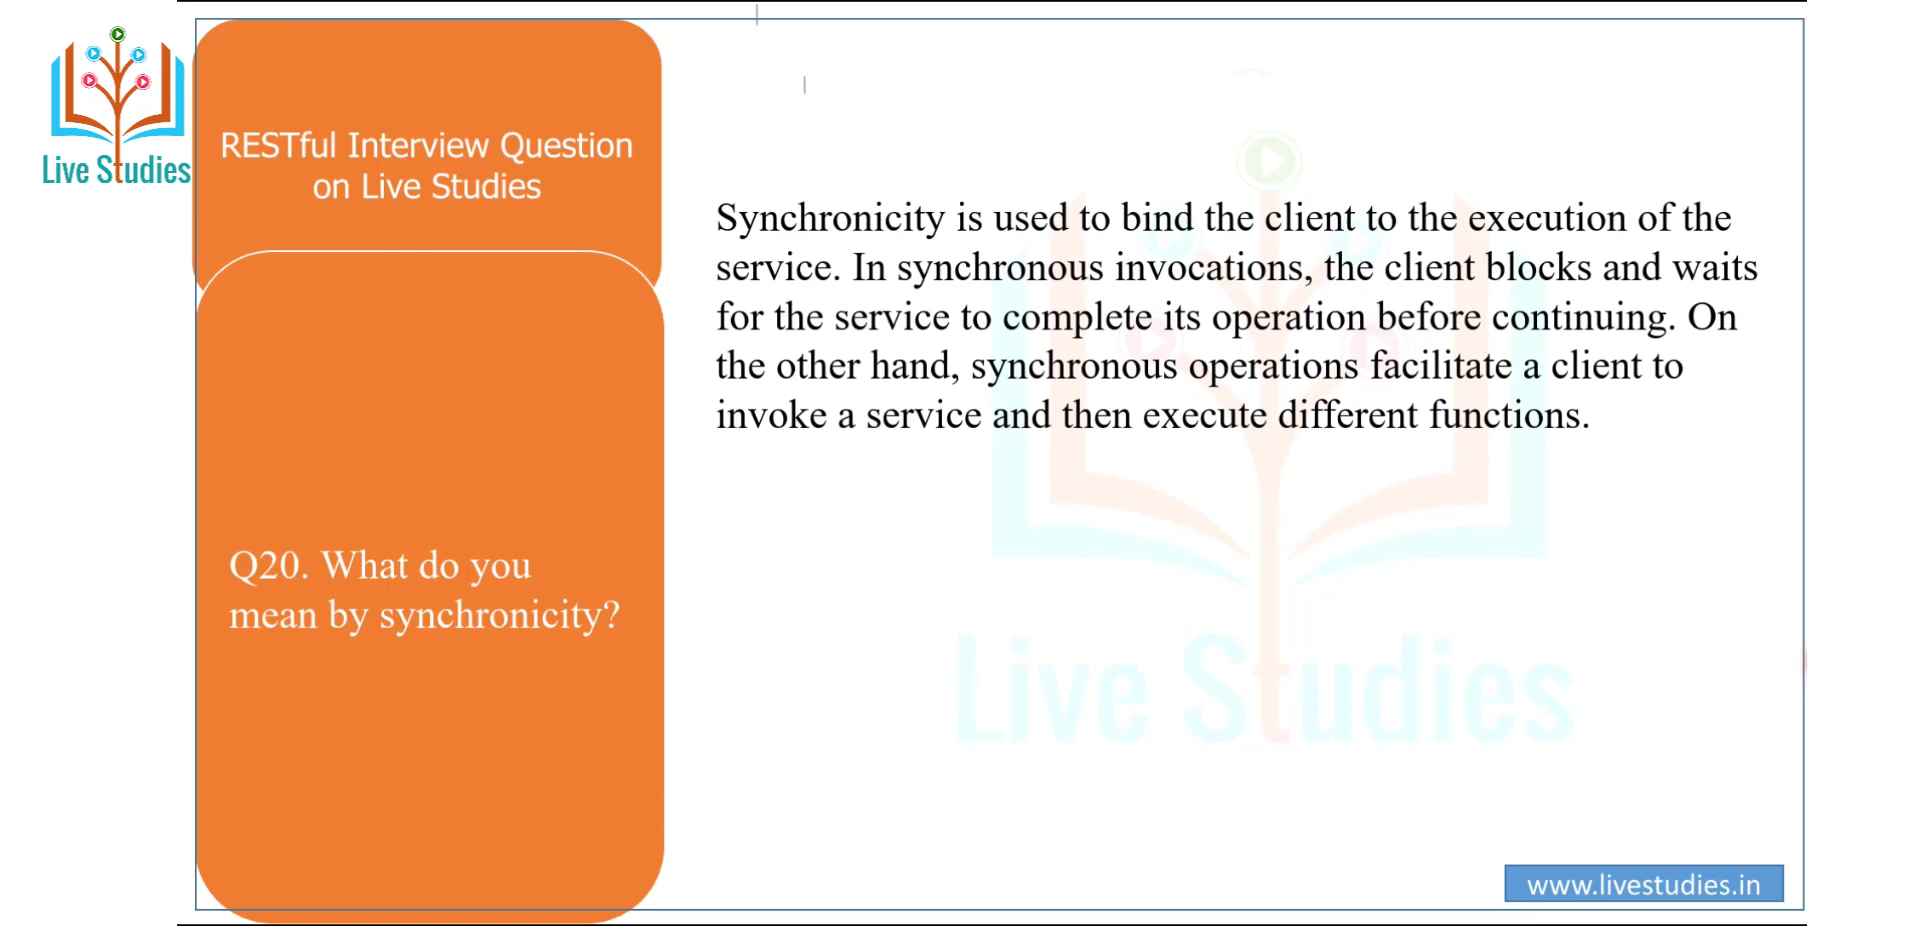 Live Studies
RESTful Interview Question
on Live Studies
Q20. What do you
mean by synchronicity?
Synchronicity is used to bind the client to the execution of the
service. In synchronous invocations, the client blocks and waits
for the service to complete its operation before continuing. On
the other hand, synchronous operations facilitate a client to
invoke a service and then execute different functions.
Live Studies
www.livestudies.in